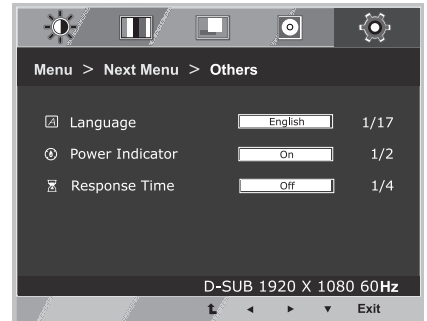 Menu > Next Menu > Others
Language English 1/17
Power Indicator On 1/2
Response Time Off 1/4
D-SUB 1920 X 1080 60Hz
Exit